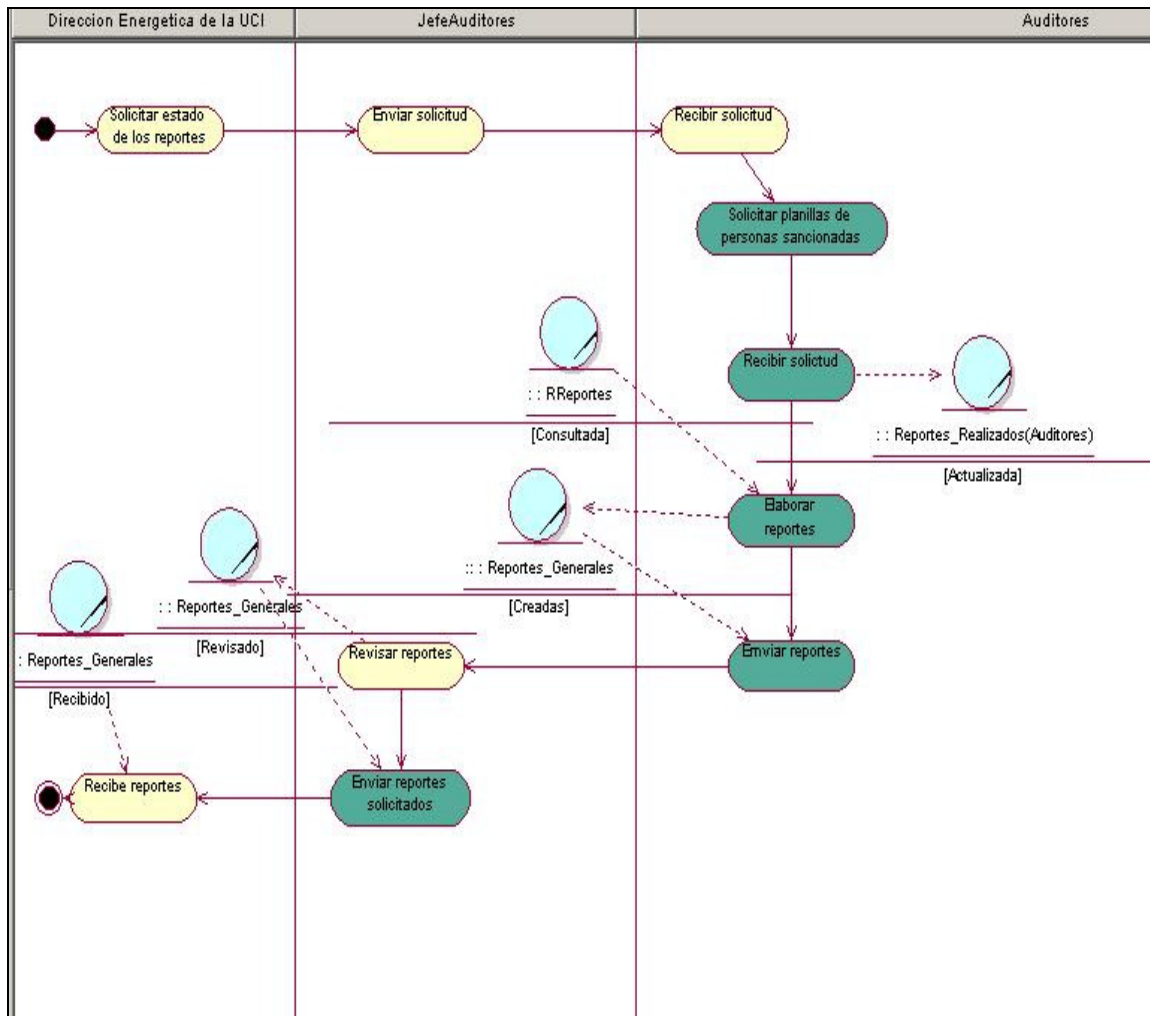 Direccion Energetica de la UCI
JefeAuditores
Auditores
Solicitar estado
de los reportes
Enviar solicitud
Recibir solicitud
Solicitar planillas de
personas sancionadas
Recibir solictud
: : RReportes
[Consultada]
: : Reportes_Realizados(Auditores)
[Actualizada]
Elaborar
reportes
: : Reportes_Generales
[Creadas]
: : Reportes_Generales
[Revisado]
: Reportes_Generales
[Recibido]
Revisar reportes
Emviar reportes
Recibe reportes
Enviar reportes
solicitados